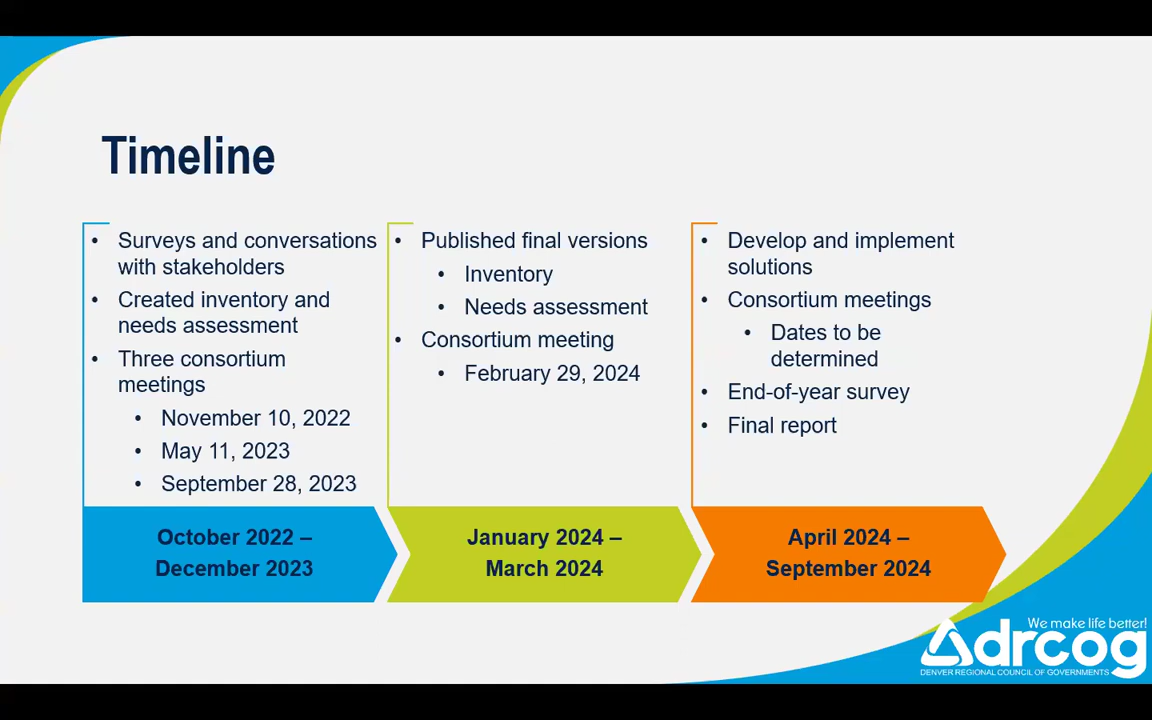 Timeline
• Surveys and conversations
with stakeholders
• Created inventory and
needs assessment
• Three consortium
meetings
• November 10, 2022
• May 11, 2023
• September 28, 2023
October 2022 –
December 2023
• Published final versions
• Inventory
• Needs assessment
• Consortium meeting
• February 29, 2024
January 2024 –
March 2024
• Develop and implement
solutions
• Consortium meetings
• Dates to be
determined
• End-of-year survey
• Final report
April 2024 –
September 2024
We make life better!
drcog
DENVER REGIONAL COUNCIL OF GOVERNMENTS